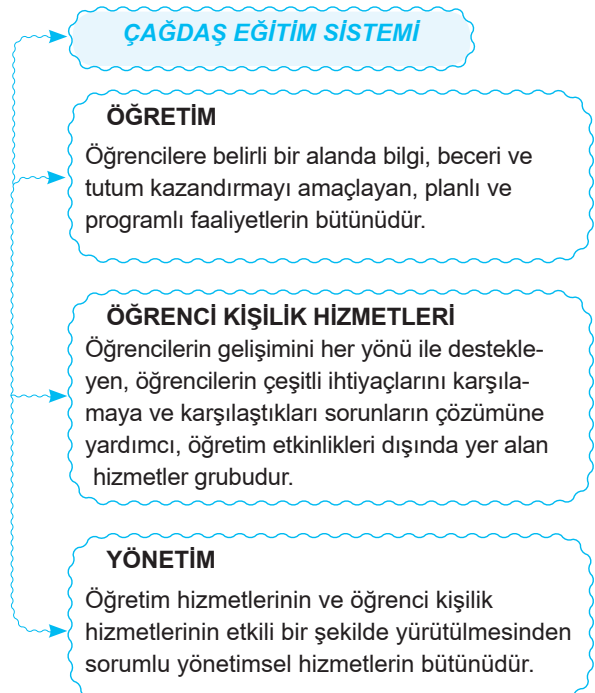 ÇAĞDAŞ EĞİTİM SİSTEMİ
ÖĞRETİM
Öğrencilere belirli bir alanda bilgi, beceri ve
tutum kazandırmayı amaçlayan, planlı ve
programlı faaliyetlerin bütünüdür.
ÖĞRENCİ KİŞİLİK HİZMETLERİ
Öğrencilerin gelişimini her yönü ile destekle-
yen, öğrencilerin çeşitli ihtiyaçlarını karşıla-
maya ve karşılaştıkları sorunların çözümüne
yardımcı, öğretim etkinlikleri dışında yer alan
hizmetler grubudur.
YÖNETİM
Öğretim hizmetlerinin ve öğrenci kişilik
hizmetlerinin etkili bir şekilde yürütülmesinden
sorumlu yönetimsel hizmetlerin bütünüdür.